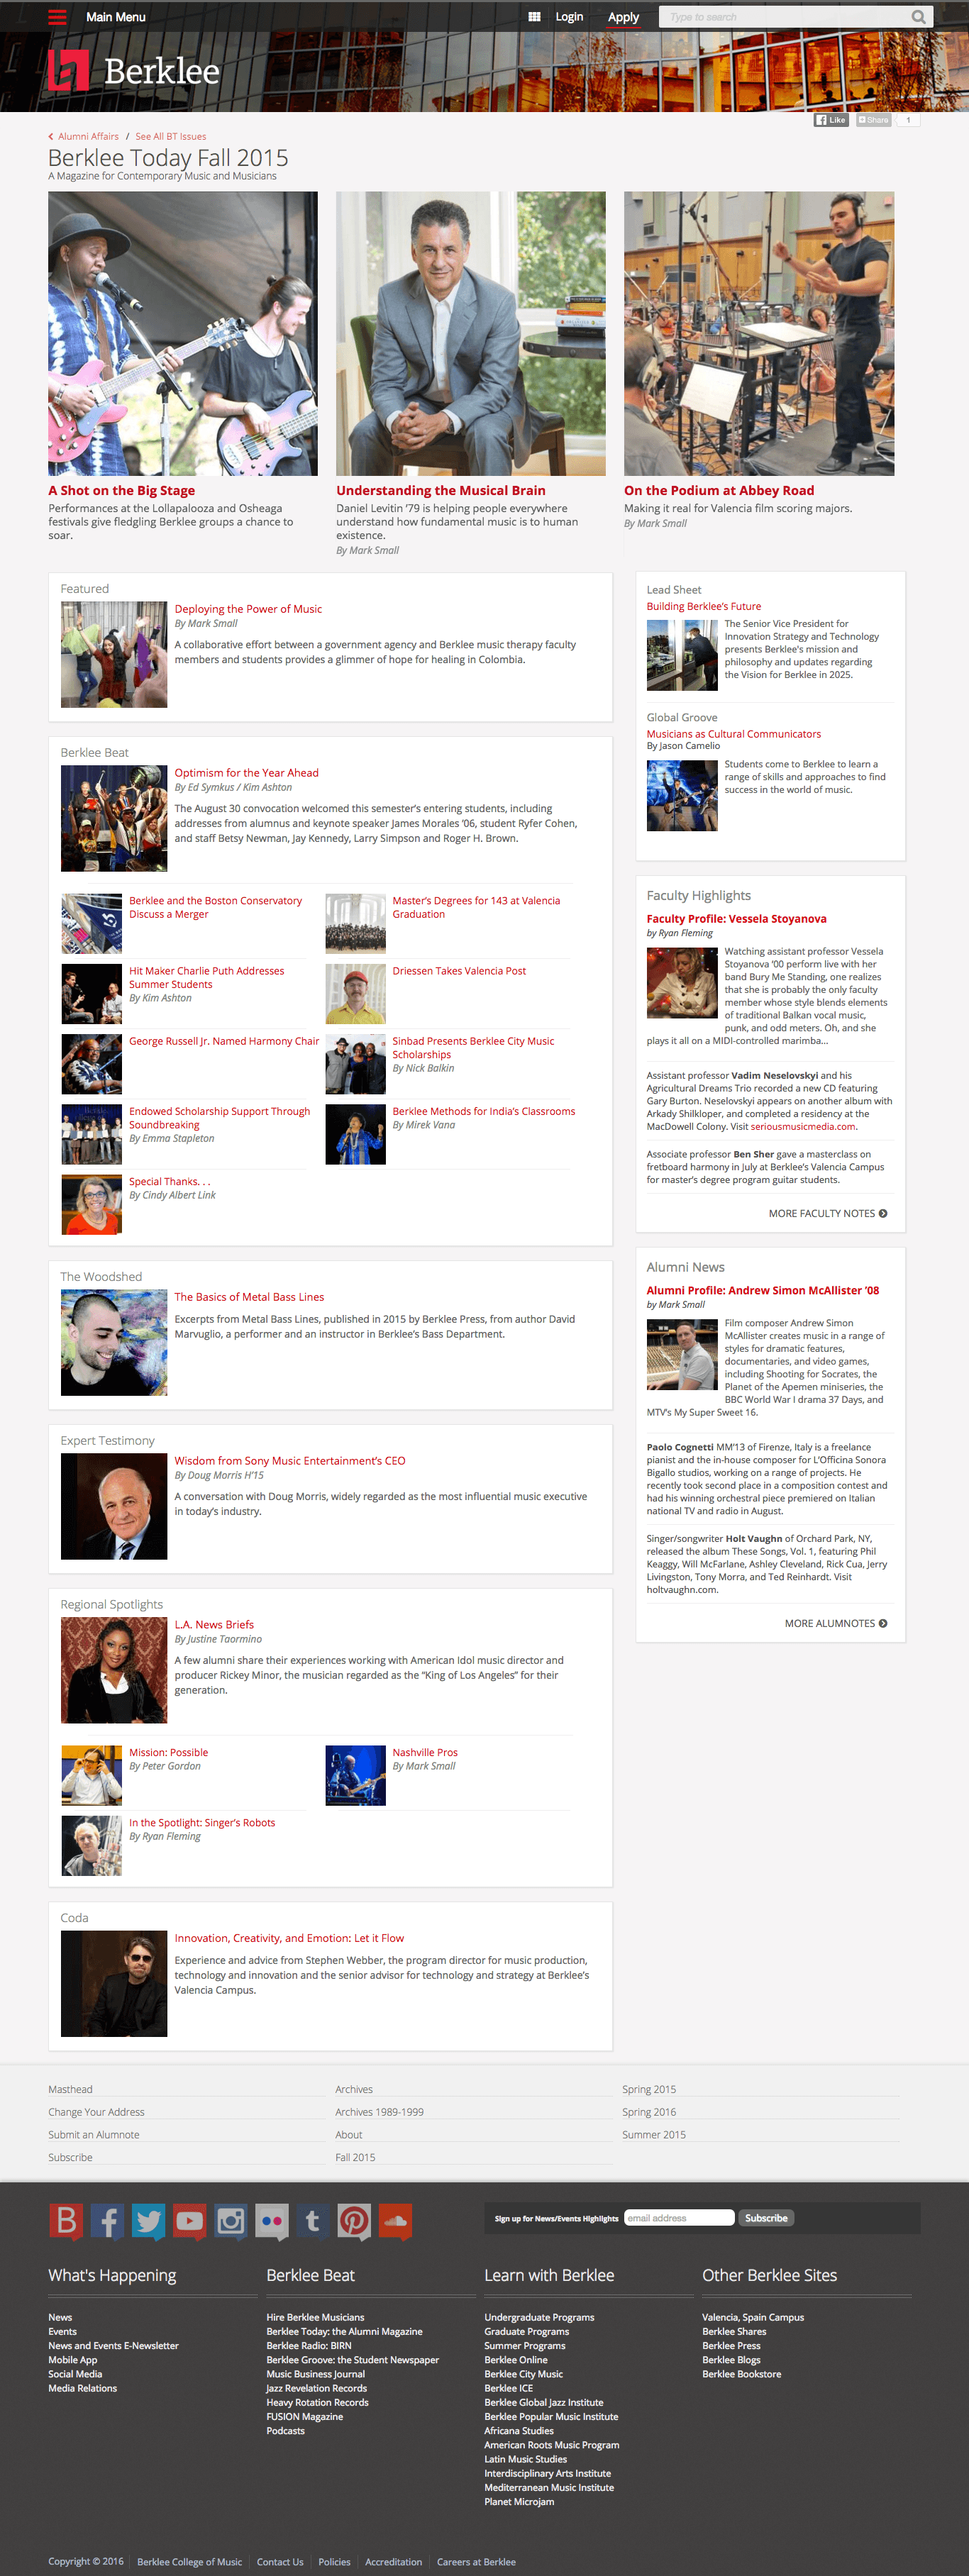 Main Menu
Login
Apply
Type to search
Berklee
Like
Share
1
Alumni Affairs / See All BT Issues
Berklee Today Fall 2015
A Magazine for Contemporary Music and Musicians
A Shot on the Big Stage
Performances at the Lollapalooza and Osheaga
festivals give fledgling Berklee groups a chance to
soar.
Understanding the Musical Brain
Daniel Levitin ’79 is helping people everywhere
understand how fundamental music is to human
existence.
By Mark Small
On the Podium at Abbey Road
Making it real for Valencia film scoring majors.
By Mark Small
Featured
Deploying the Power of Music
By Mark Small
A collaborative effort between a government agency and Berklee music therapy faculty
members and students provides a glimmer of hope for healing in Colombia.
Berklee Beat
Optimism for the Year Ahead
By Ed Symkus / Kim Ashton
The August 30 convocation welcomed this semester’s entering students, including
addresses from alumnus and keynote speaker James Morales ’06, student Ryfer Cohen,
and staff Betsy Newman, Jay Kennedy, Larry Simpson and Roger H. Brown.
Berklee and the Boston Conservatory
Discuss a Merger
Master’s Degrees for 143 at Valencia
Graduation
Hit Maker Charlie Puth Addresses
Summer Students
By Kim Ashton
Driessen Takes Valencia Post
George Russell Jr. Named Harmony Chair
Sinbad Presents Berklee City Music
Scholarships
By Nick Balkin
Endowed Scholarship Support Through
Soundbreaking
By Emma Stapleton
Berklee Methods for India’s Classrooms
By Mirek Vana
Special Thanks. . .
By Cindy Albert Link
The Woodshed
The Basics of Metal Bass Lines
Excerpts from Metal Bass Lines, published in 2015 by Berklee Press, from author David
Marvuglio, a performer and an instructor in Berklee’s Bass Department.
Expert Testimony
Wisdom from Sony Music Entertainment’s CEO
By Doug Morris H’15
A conversation with Doug Morris, widely regarded as the most influential music executive
in today’s industry.
Regional Spotlights
L.A. News Briefs
By Justine Taormino
A few alumni share their experiences working with American Idol music director and
producer Rickey Minor, the musician regarded as the “King of Los Angeles” for their
generation.
Mission: Possible
By Peter Gordon
Nashville Pros
By Mark Small
In the Spotlight: Singer’s Robots
By Ryan Fleming
Coda
Innovation, Creativity, and Emotion: Let it Flow
Experience and advice from Stephen Webber, the program director for music production,
technology and innovation and the senior advisor for technology and strategy at Berklee’s
Valencia Campus.
Lead Sheet
Building Berklee’s Future
The Senior Vice President for
Innovation Strategy and Technology
presents Berklee’s mission and
philosophy and updates regarding
the Vision for Berklee in 2025.
Global Groove
Musicians as Cultural Communicators
By Jason Camelio
Students come to Berklee to learn a
range of skills and approaches to find
success in the world of music.
Faculty Highlights
Faculty Profile: Vessela Stoyanova
by Ryan Fleming
Watching assistant professor Vessela
Stoyanova ’00 perform live with her
band Bury Me Standing, one realizes
that she is probably the only faculty
member whose style blends elements
of traditional Balkan vocal music,
punk, and odd meters. Oh, and she
plays it all on a MIDI-controlled marimba...
Assistant professor Vadim Neselovskyi and his
Agricultural Dreams Trio recorded a new CD featuring
Gary Burton. Neselovskyi appears on another album with
Arkady Shilkloper, and completed a residency at the
MacDowell Colony. Visit seriousmusicmedia.com.
Associate professor Ben Sher gave a masterclass on
fretboard harmony in July at Berklee’s Valencia Campus
for master’s degree program guitar students.
MORE FACULTY NOTES
Alumni News
Alumni Profile: Andrew Simon McAllister ’08
by Mark Small
Film composer Andrew Simon
McAllister creates music in a range of
styles for dramatic features,
documentaries, and video games,
including Shooting for Socrates, the
Planet of the Apemen miniseries, the
BBC World War I drama 37 Days, and
MTV’s My Super Sweet 16.
Paolo Cognetti MM’13 of Firenze, Italy is a freelance
pianist and the in-house composer for L’Officina Sonora
Bigallo studios, working on a range of projects. He
recently took second place in a composition contest and
had his winning orchestral piece premiered on Italian
national TV and radio in August.
Singer/songwriter Holt Vaughn of Orchard Park, NY,
released the album These Songs, Vol. 1, featuring Phil
Keaggy, Will McFarlane, Ashley Cleveland, Rick Cua, Jerry
Livingston, Tony Morra, and Ted Reinhardt. Visit
holtvaughn.com.
MORE ALUMNOTES
Masthead
Change Your Address
Submit an Alumnote
Subscribe
Archives
Archives 1989-1999
About
Fall 2015
Spring 2015
Spring 2016
Summer 2015
Sign up for News/Events Highlights
email address
Subscribe
What's Happening
News
Events
News and Events E-Newsletter
Mobile App
Social Media
Media Relations
Berklee Beat
Hire Berklee Musicians
Berklee Today: the Alumni Magazine
Berklee Radio: BIRN
Berklee Groove: the Student Newspaper
Music Business Journal
Jazz Revelation Records
Heavy Rotation Records
FUSION Magazine
Podcasts
Learn with Berklee
Undergraduate Programs
Graduate Programs
Summer Programs
Berklee Online
Berklee City Music
Berklee ICE
Berklee Global Jazz Institute
Berklee Popular Music Institute
Africana Studies
American Roots Music Program
Latin Music Studies
Interdisciplinary Arts Institute
Mediterranean Music Institute
Planet Microjam
Other Berklee Sites
Valencia, Spain Campus
Berklee Shares
Berklee Press
Berklee Blogs
Berklee Bookstore
Copyright © 2016
Berklee College of Music
Contact Us
Policies
Accreditation
Careers at Berklee